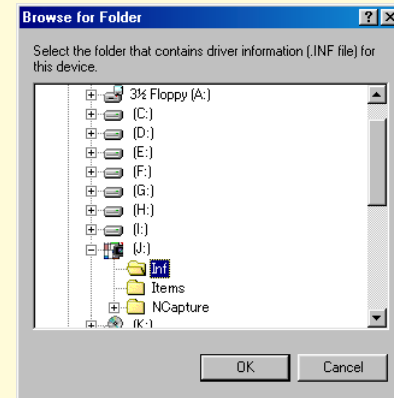 Browse for Folder
Select the folder that contains driver information (.INF file) for
this device.
3½ Floppy (A:)
(C:)
(D:)
(E:)
(F:)
(G:)
(H:)
(I:)
(J:)
Inf
Items
NCapture
(K:)
OK Cancel